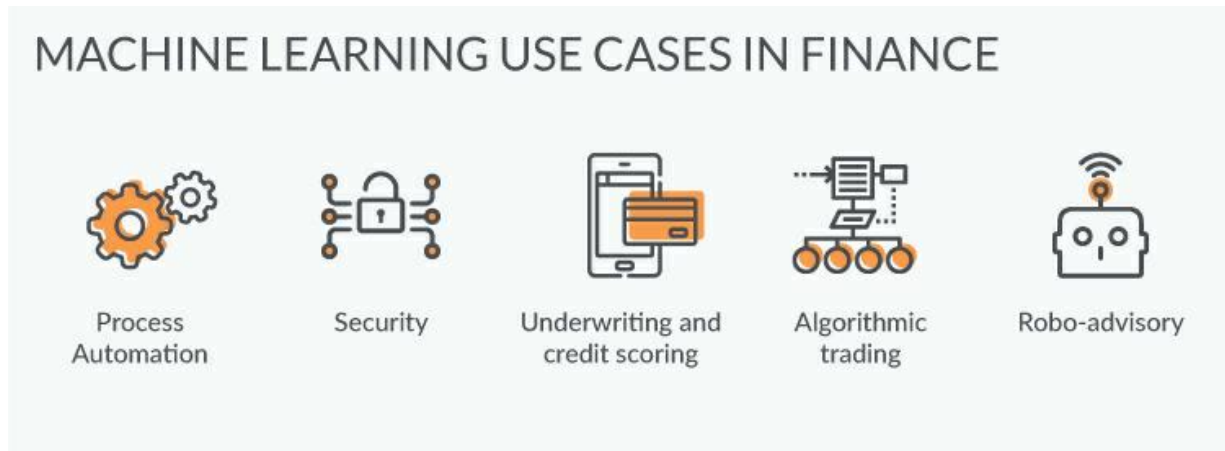 MACHINE LEARNING USE CASES IN FINANCE
Process
Automation
Security
Underwriting and
credit scoring
Algorithmic
trading
Robo-advisory